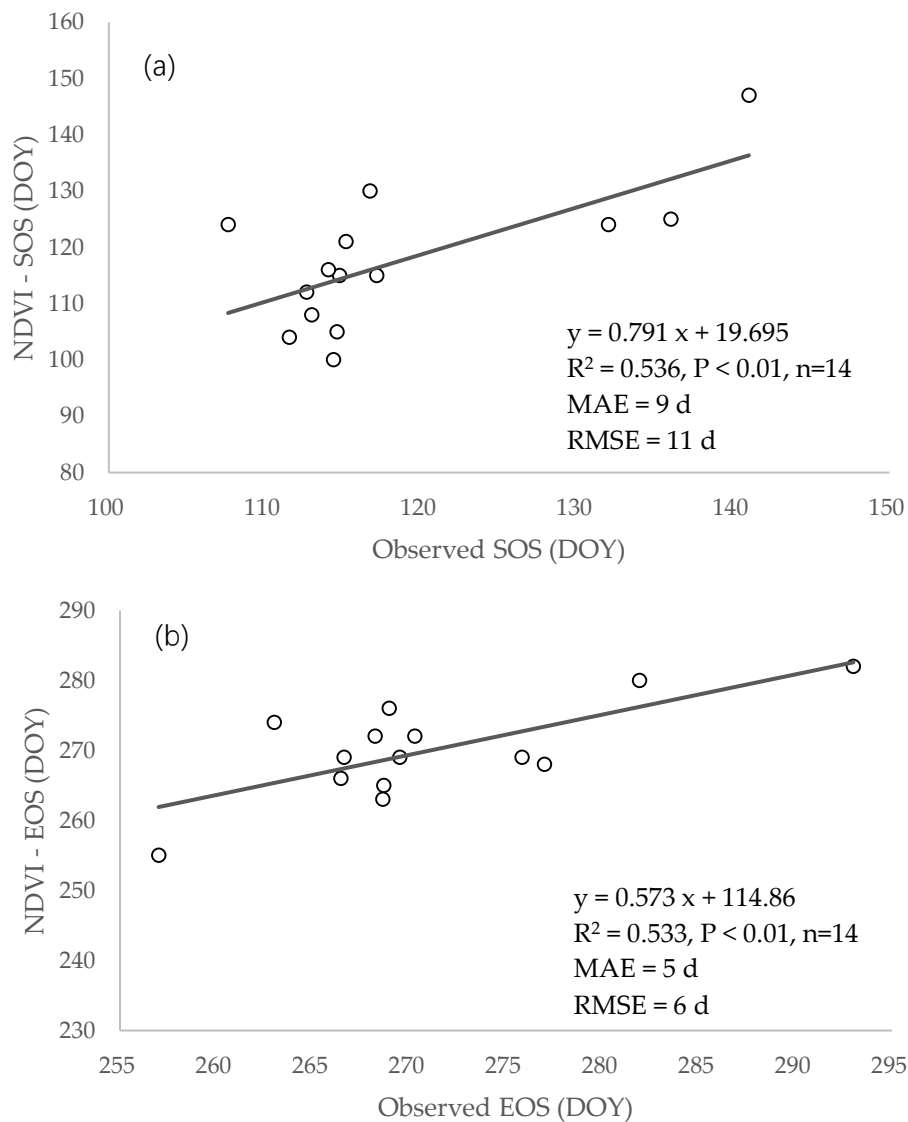 160
(a)
150
140
130
120
110
100
90
80
NDVI - SOS (DOY)
y = 0.791 x + 19.695
R² = 0.536, P < 0.01, n=14
MAE = 9 d
RMSE = 11 d
100 110 120 130 140 150
Observed SOS (DOY)
290
(b)
280
270
260
250
240
230
NDVI - EOS (DOY)
y = 0.573 x + 114.86
R² = 0.533, P < 0.01, n=14
MAE = 5 d
RMSE = 6 d
255 260 265 270 275 280 285 290 295
Observed EOS (DOY)